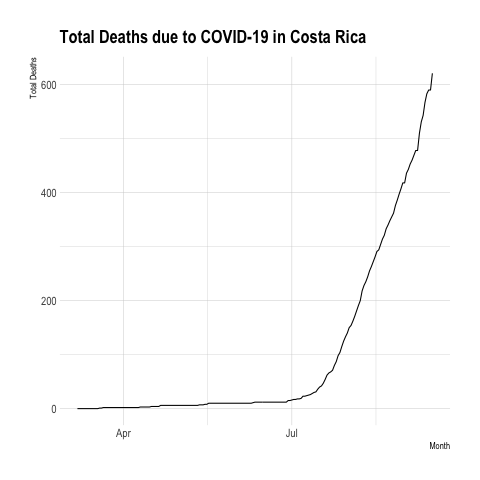 Total Deaths due to COVID-19 in Costa Rica
Total Deaths
600
400
200
0
Apr
Jul
Month